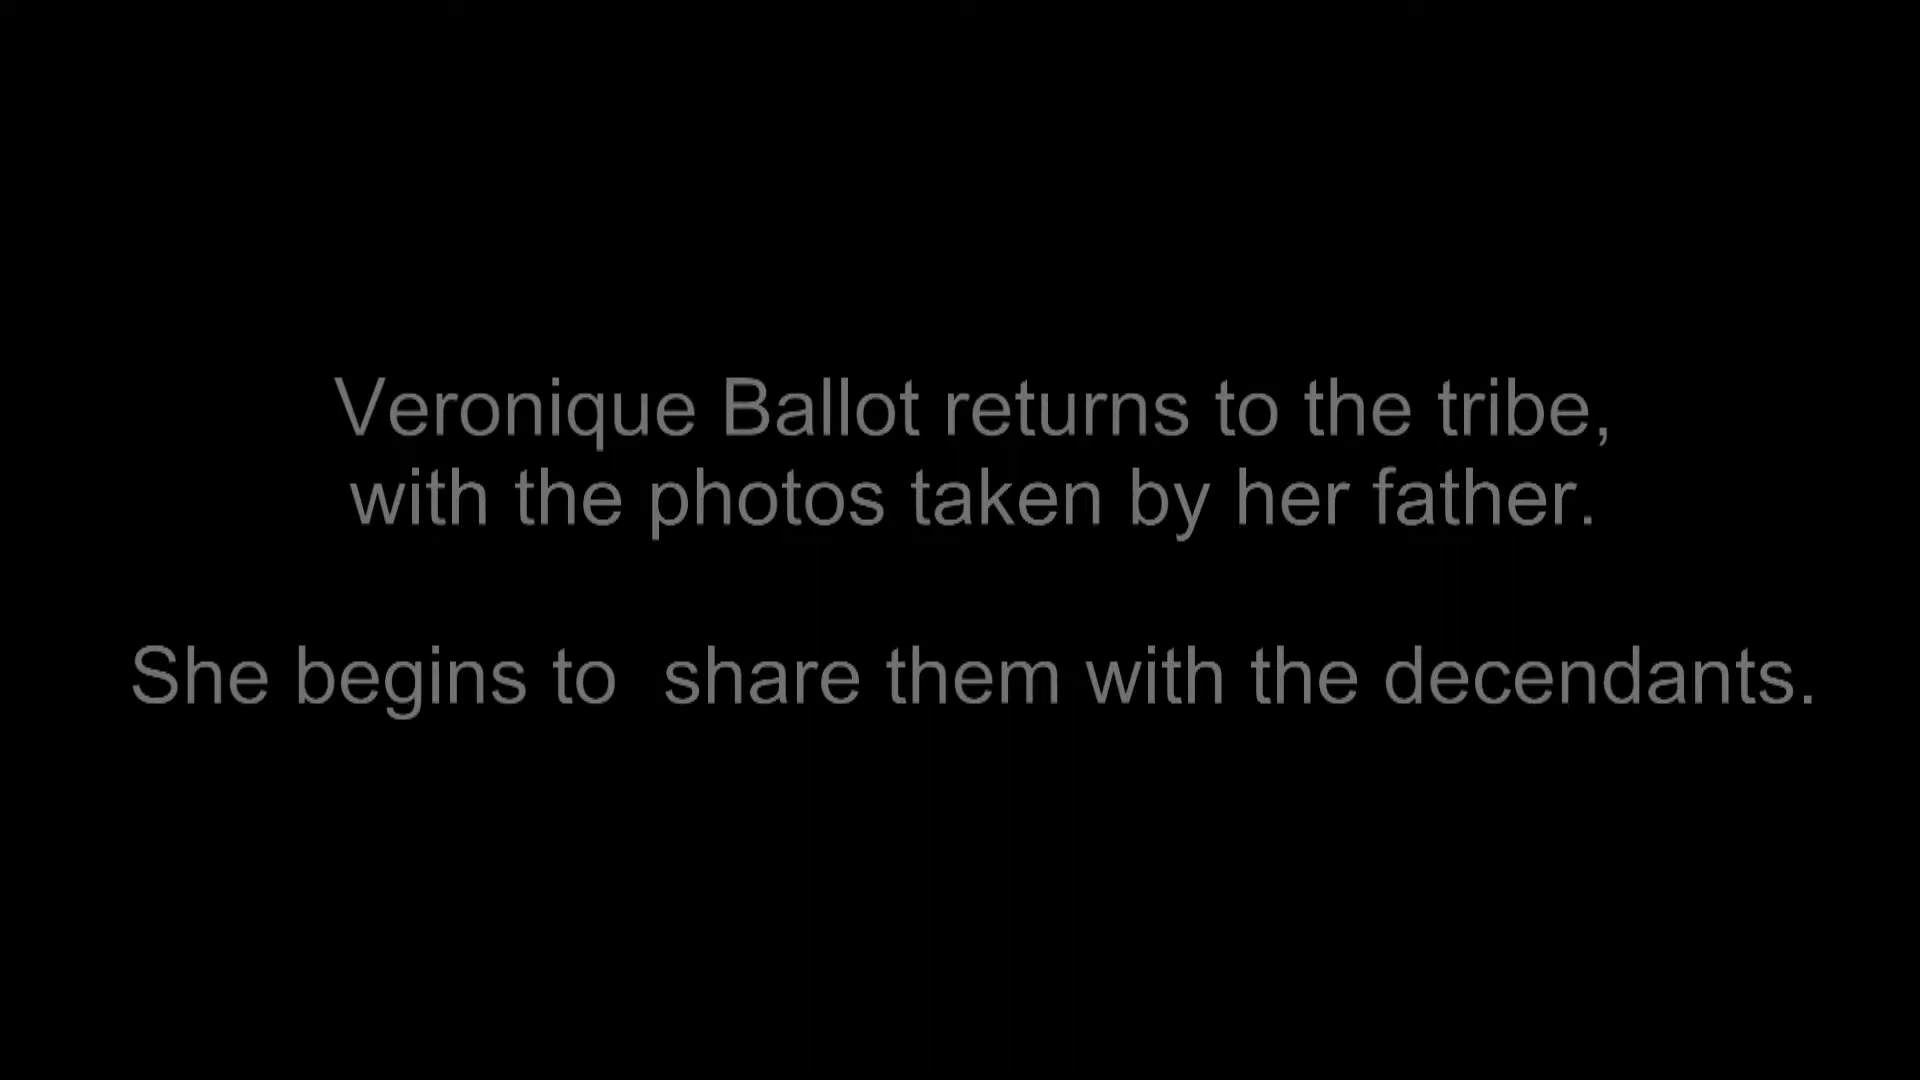 Veronique Ballot returns to the tribe,
with the photos taken by her father.
She begins to  share them with the decendants.